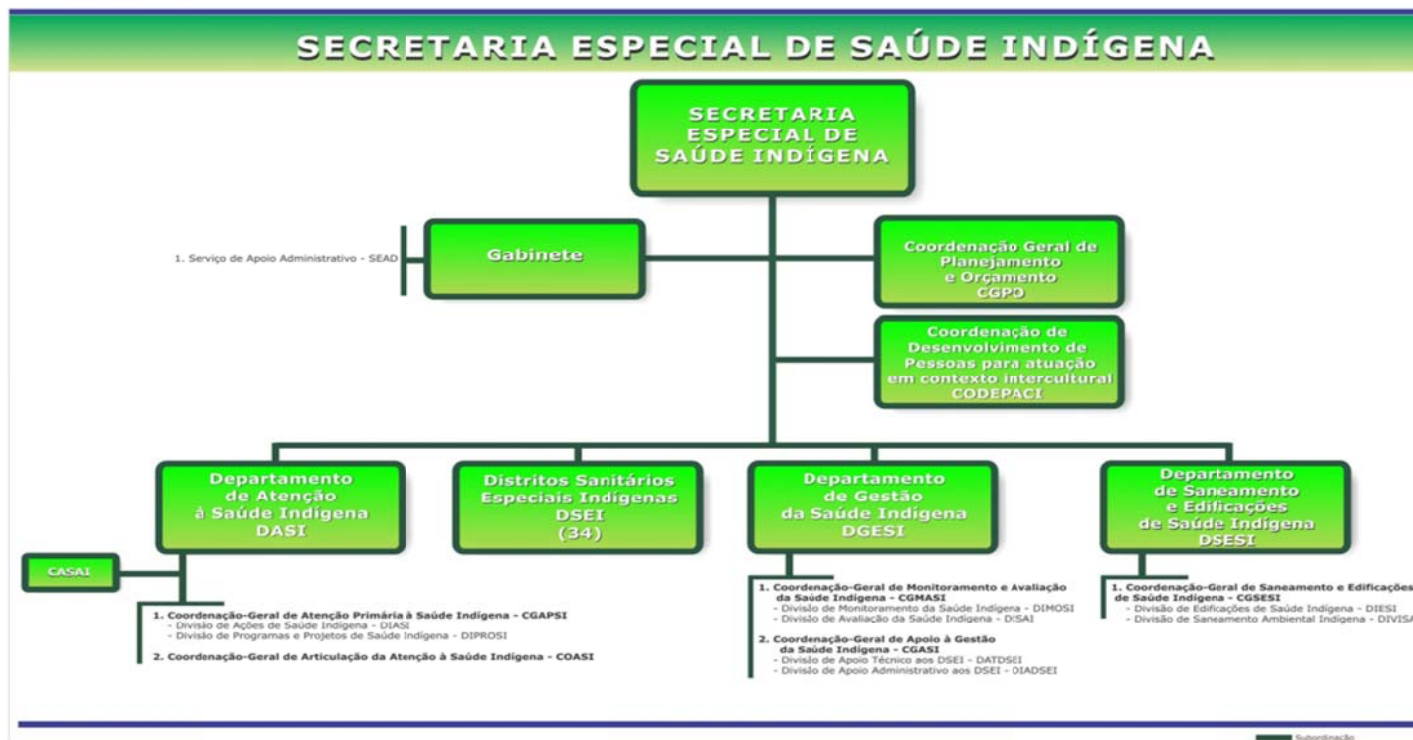 SECRETARIA ESPECIAL DE SAÚDE INDÍGENA
SECRETARIA
ESPECIAL DE
SAÚDE INDÍGENA
1. Serviço de Apoio Administrativo - SEAD
Gabinete
Coordenação Geral de
Planejamento
e Orçamento
CGPO
Coordenação de
Desenvolvimento de
Pessoas para atuação
em contexto intercultural
CODEPACI
Departamento
de Atenção
à Saúde Indígena
DASI
Distritos Sanitários
Especiais Indígenas
DSEI
(34)
Departamento
de Gestão
da Saúde Indígena
DGESI
Departamento
de Saneamento
e Edificações
de Saúde Indígena
DSESI
CASAI
1. Coordenação-Geral de Atenção Primária à Saúde Indígena - CGAPSI
- Divisão de Ações de Saúde Indígena - DIASI
- Divisão de Programas e Projetos de Saúde Indígena - DIPROSI
2. Coordenação-Geral de Articulação da Atenção à Saúde Indígena - COASI
1. Coordenação-Geral de Monitoramento e Avaliação
da Saúde Indígena - CGMASI
- Divisão de Monitoramento da Saúde Indígena - DIMOSI
- Divisão de Avaliação da Saúde Indígena - DISAI
2. Coordenação-Geral de Apoio à Gestão
da Saúde Indígena - CGASI
- Divisão de Apoio Técnico aos DSEI - DATDSEI
- Divisão de Apoio Administrativo aos DSEI - DIADSEI
1. Coordenação-Geral de Saneamento e Edificações
de Saúde Indígena - CGSESI
- Divisão de Edificações de Saúde Indígena - DIESI
- Divisão de Saneamento Ambiental Indígena - DIVISA
Subordinação